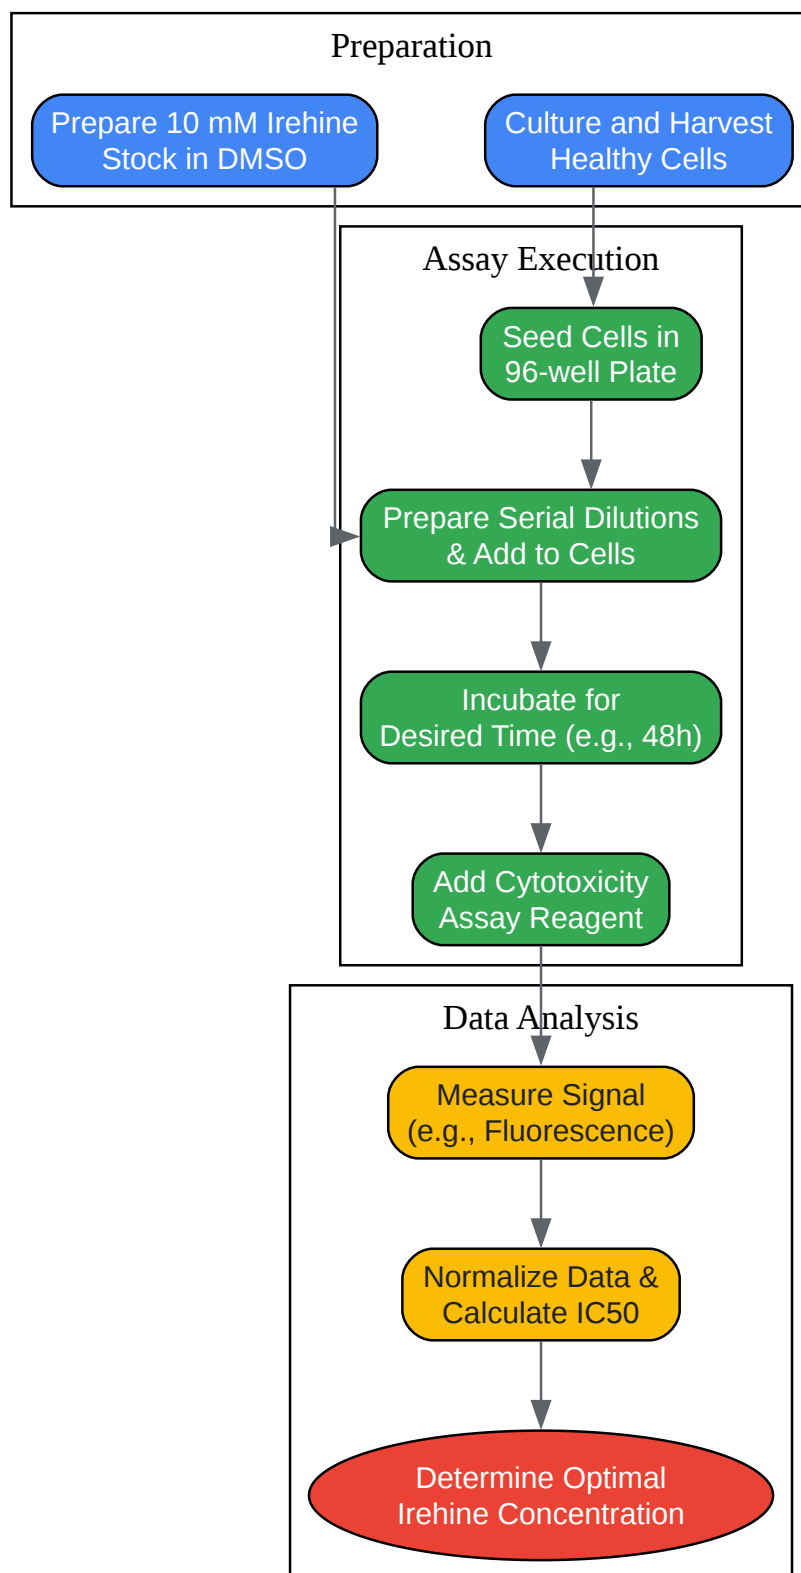 Preparation
Prepare 10 mM Irehine
Stock in DMSO
Culture and Harvest
Healthy Cells
Assay Execution
Seed Cells in
96-well Plate
Prepare Serial Dilutions
& Add to Cells
Incubate for
Desired Time (e.g., 48h)
Add Cytotoxicity
Assay Reagent
Data Analysis
Measure Signal
(e.g., Fluorescence)
Normalize Data &
Calculate IC50
Determine Optimal
Irehine Concentration